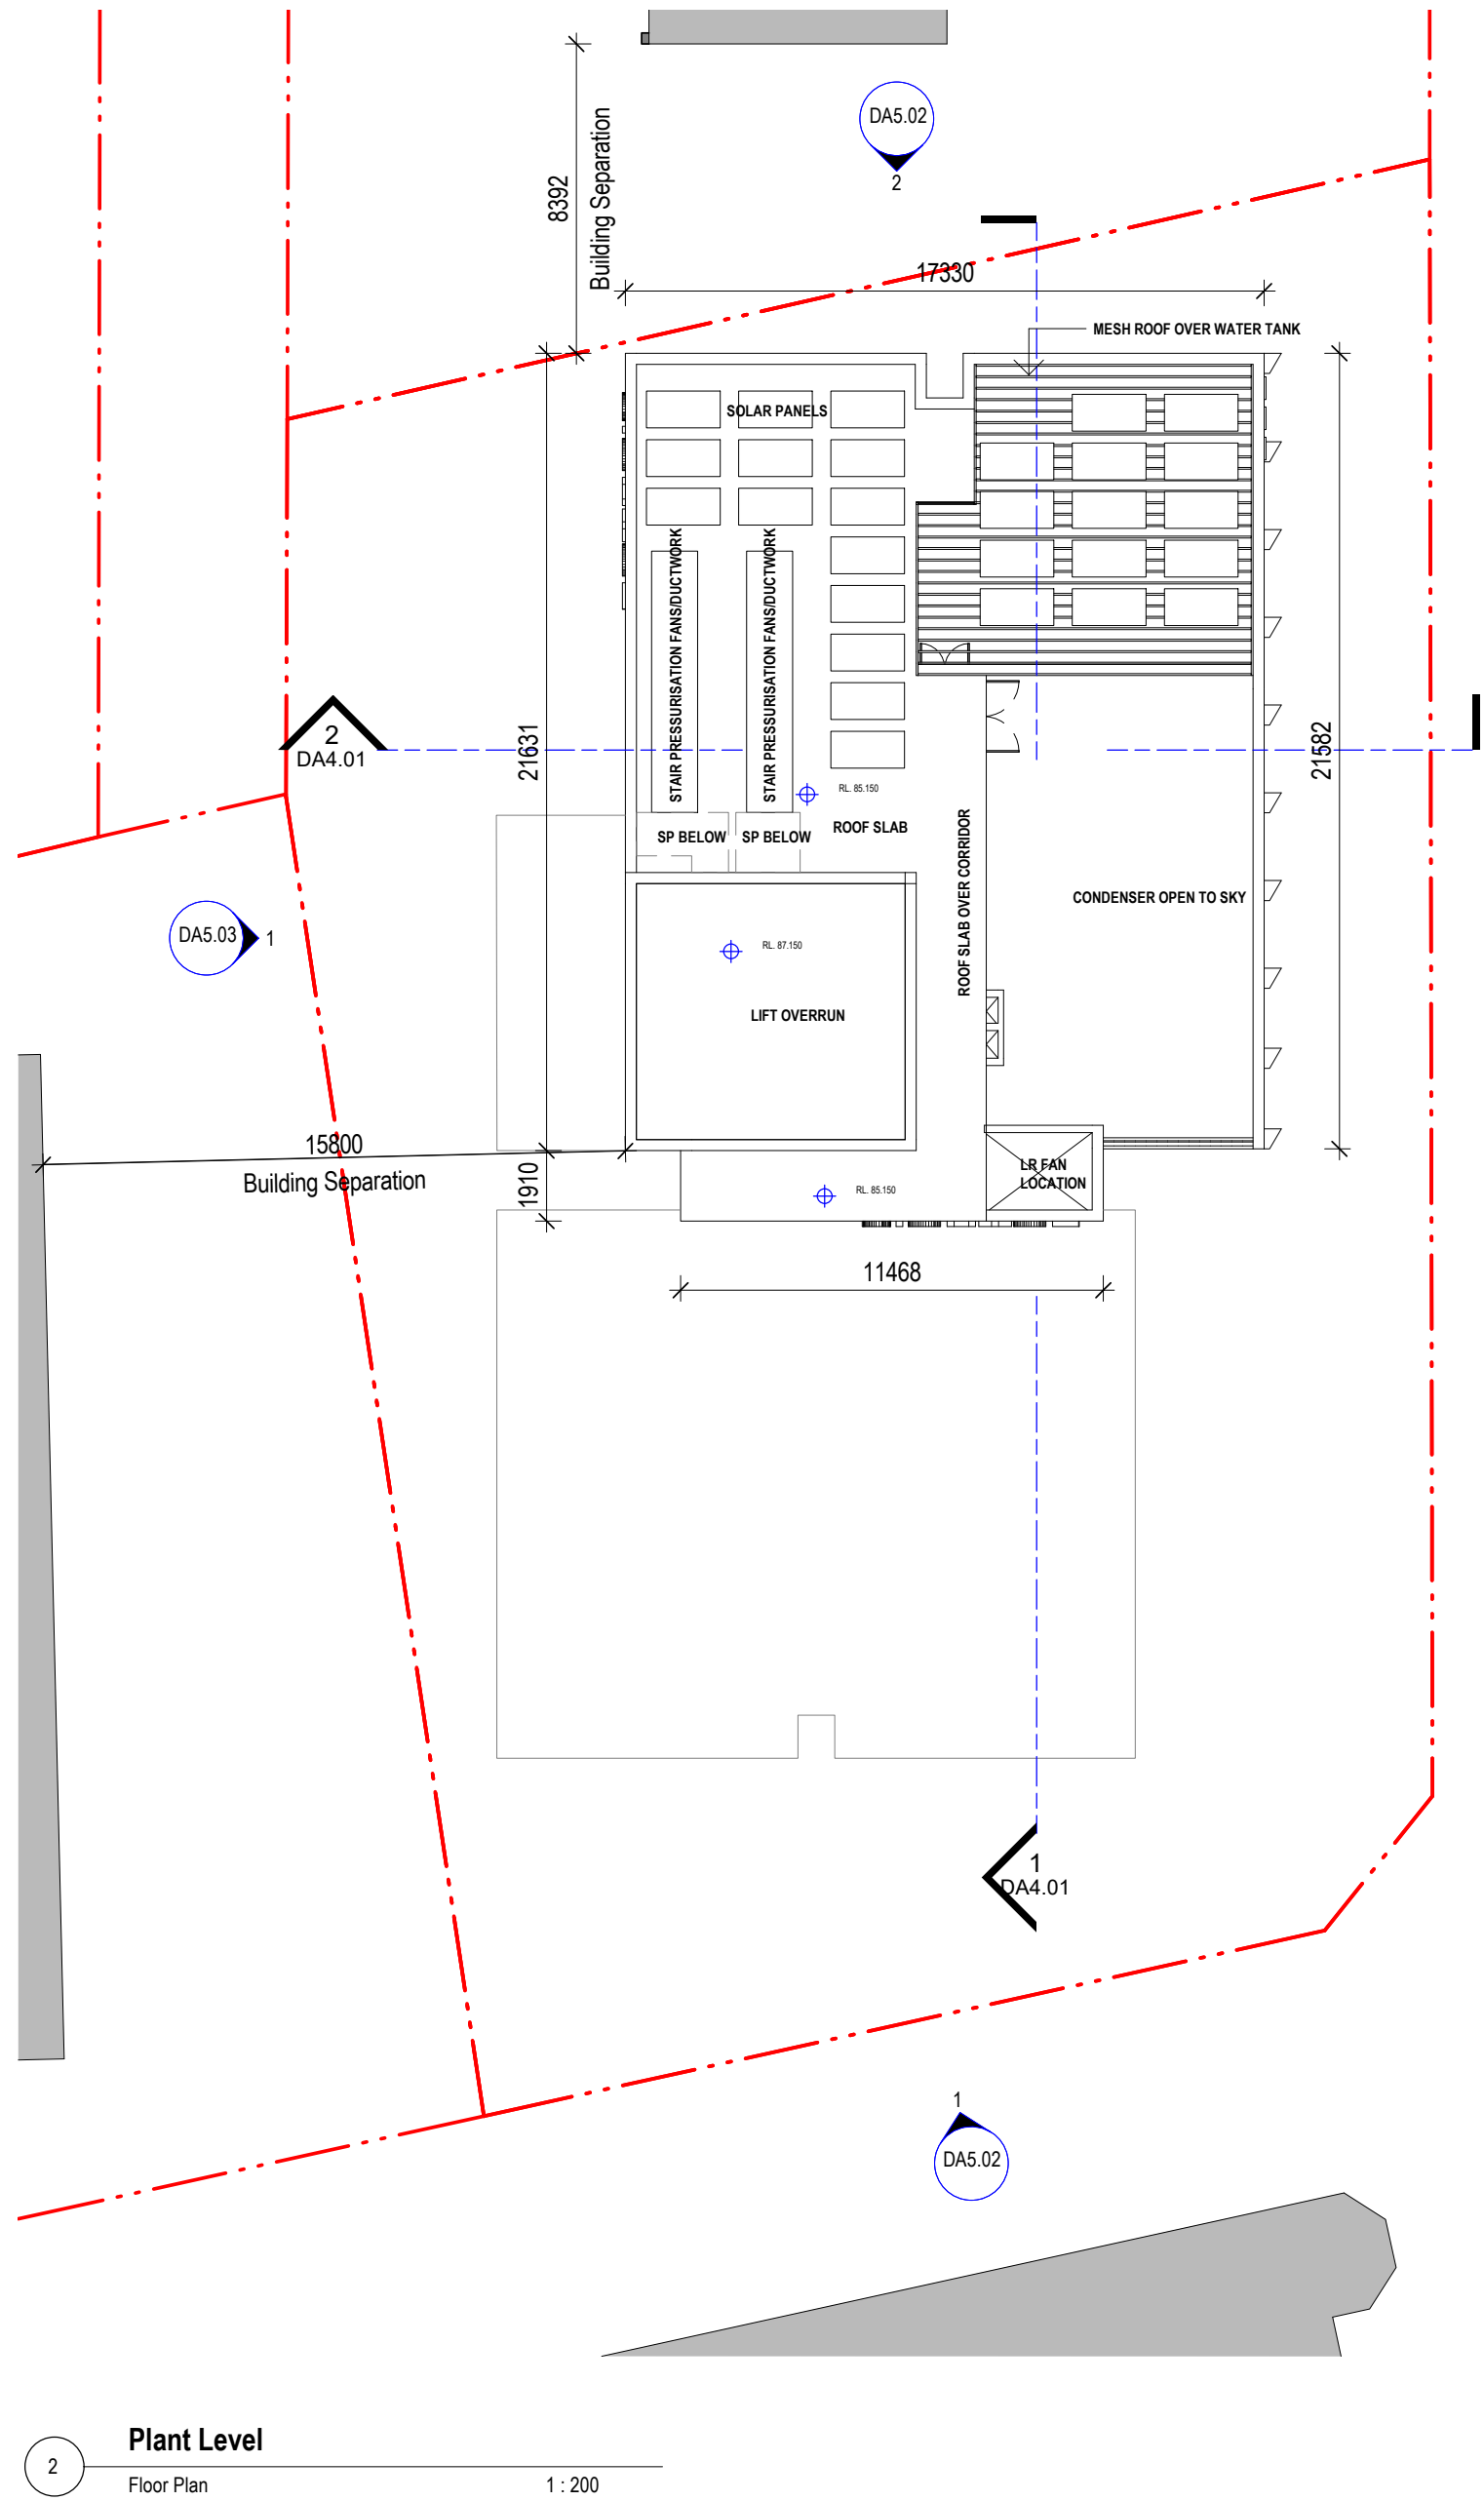 DA5.02
2
8392
Building Separation
17330
MESH ROOF OVER WATER TANK
SOLAR PANELS
STAIR PRESSURISATION FANS/DUCTWORK
STAIR PRESSURISATION FANS/DUCTWORK
2
DA4.01
21631
21582
RL. 85.150
SP BELOW
SP BELOW
ROOF SLAB
ROOF SLAB OVER CORRIDOR
CONDENSER OPEN TO SKY
DA5.03
1
RL. 87.150
LIFT OVERRUN
15800
Building Separation
1910
RL. 85.150
LR FAN
LOCATION
11468
1
DA4.01
1
DA5.02
2
Plant Level
Floor Plan
1 : 200